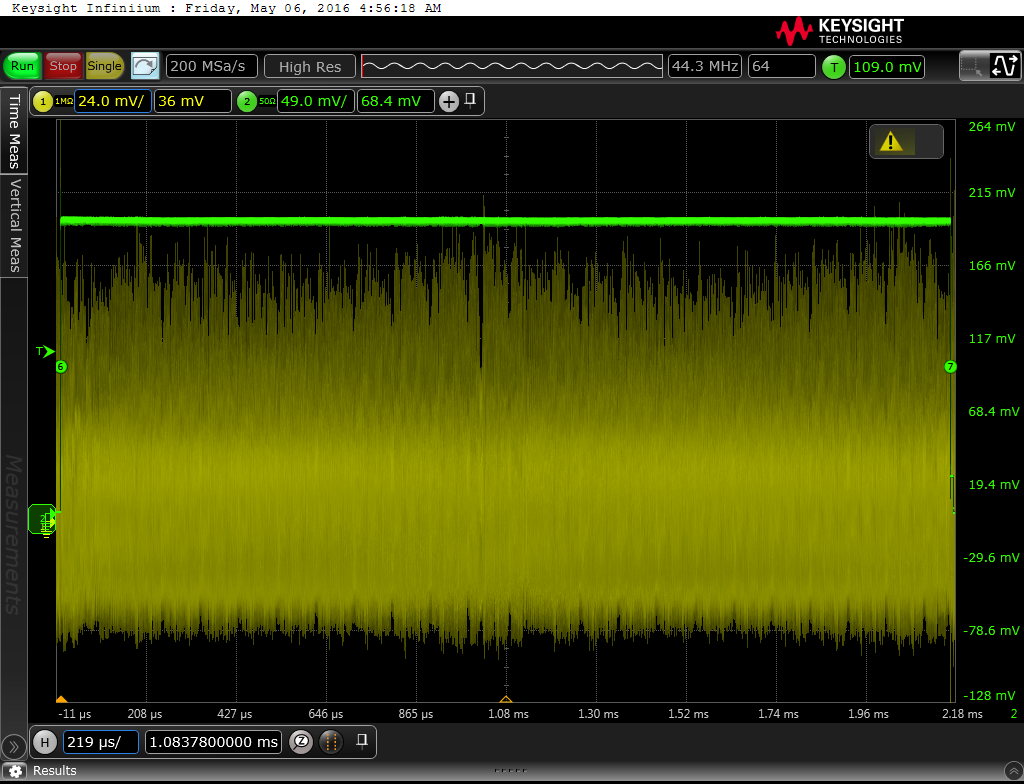 Keysight Infiniium : Friday, May 06, 2016 4:56:18 AM
KEYSIGHT
TECHNOLOGIES
Run Stop Single 200 MSa/s High Res 44.3 MHz 64 T 109.0 mV
1 1MΩ 24.0 mV/ 36 mV 2 50Ω 49.0 mV/ 68.4 mV
Time Meas
Vertical Meas
Measurements
264 mV
215 mV
166 mV
117 mV
68.4 mV
19.4 mV
-29.6 mV
-78.6 mV
-128 mV
T
6
7
2
-11 µs 208 µs 427 µs 646 µs 865 µs 1.08 ms 1.30 ms 1.52 ms 1.74 ms 1.96 ms 2.18 ms 2
H 219 µs/ 1.0837800000 ms Z
Results